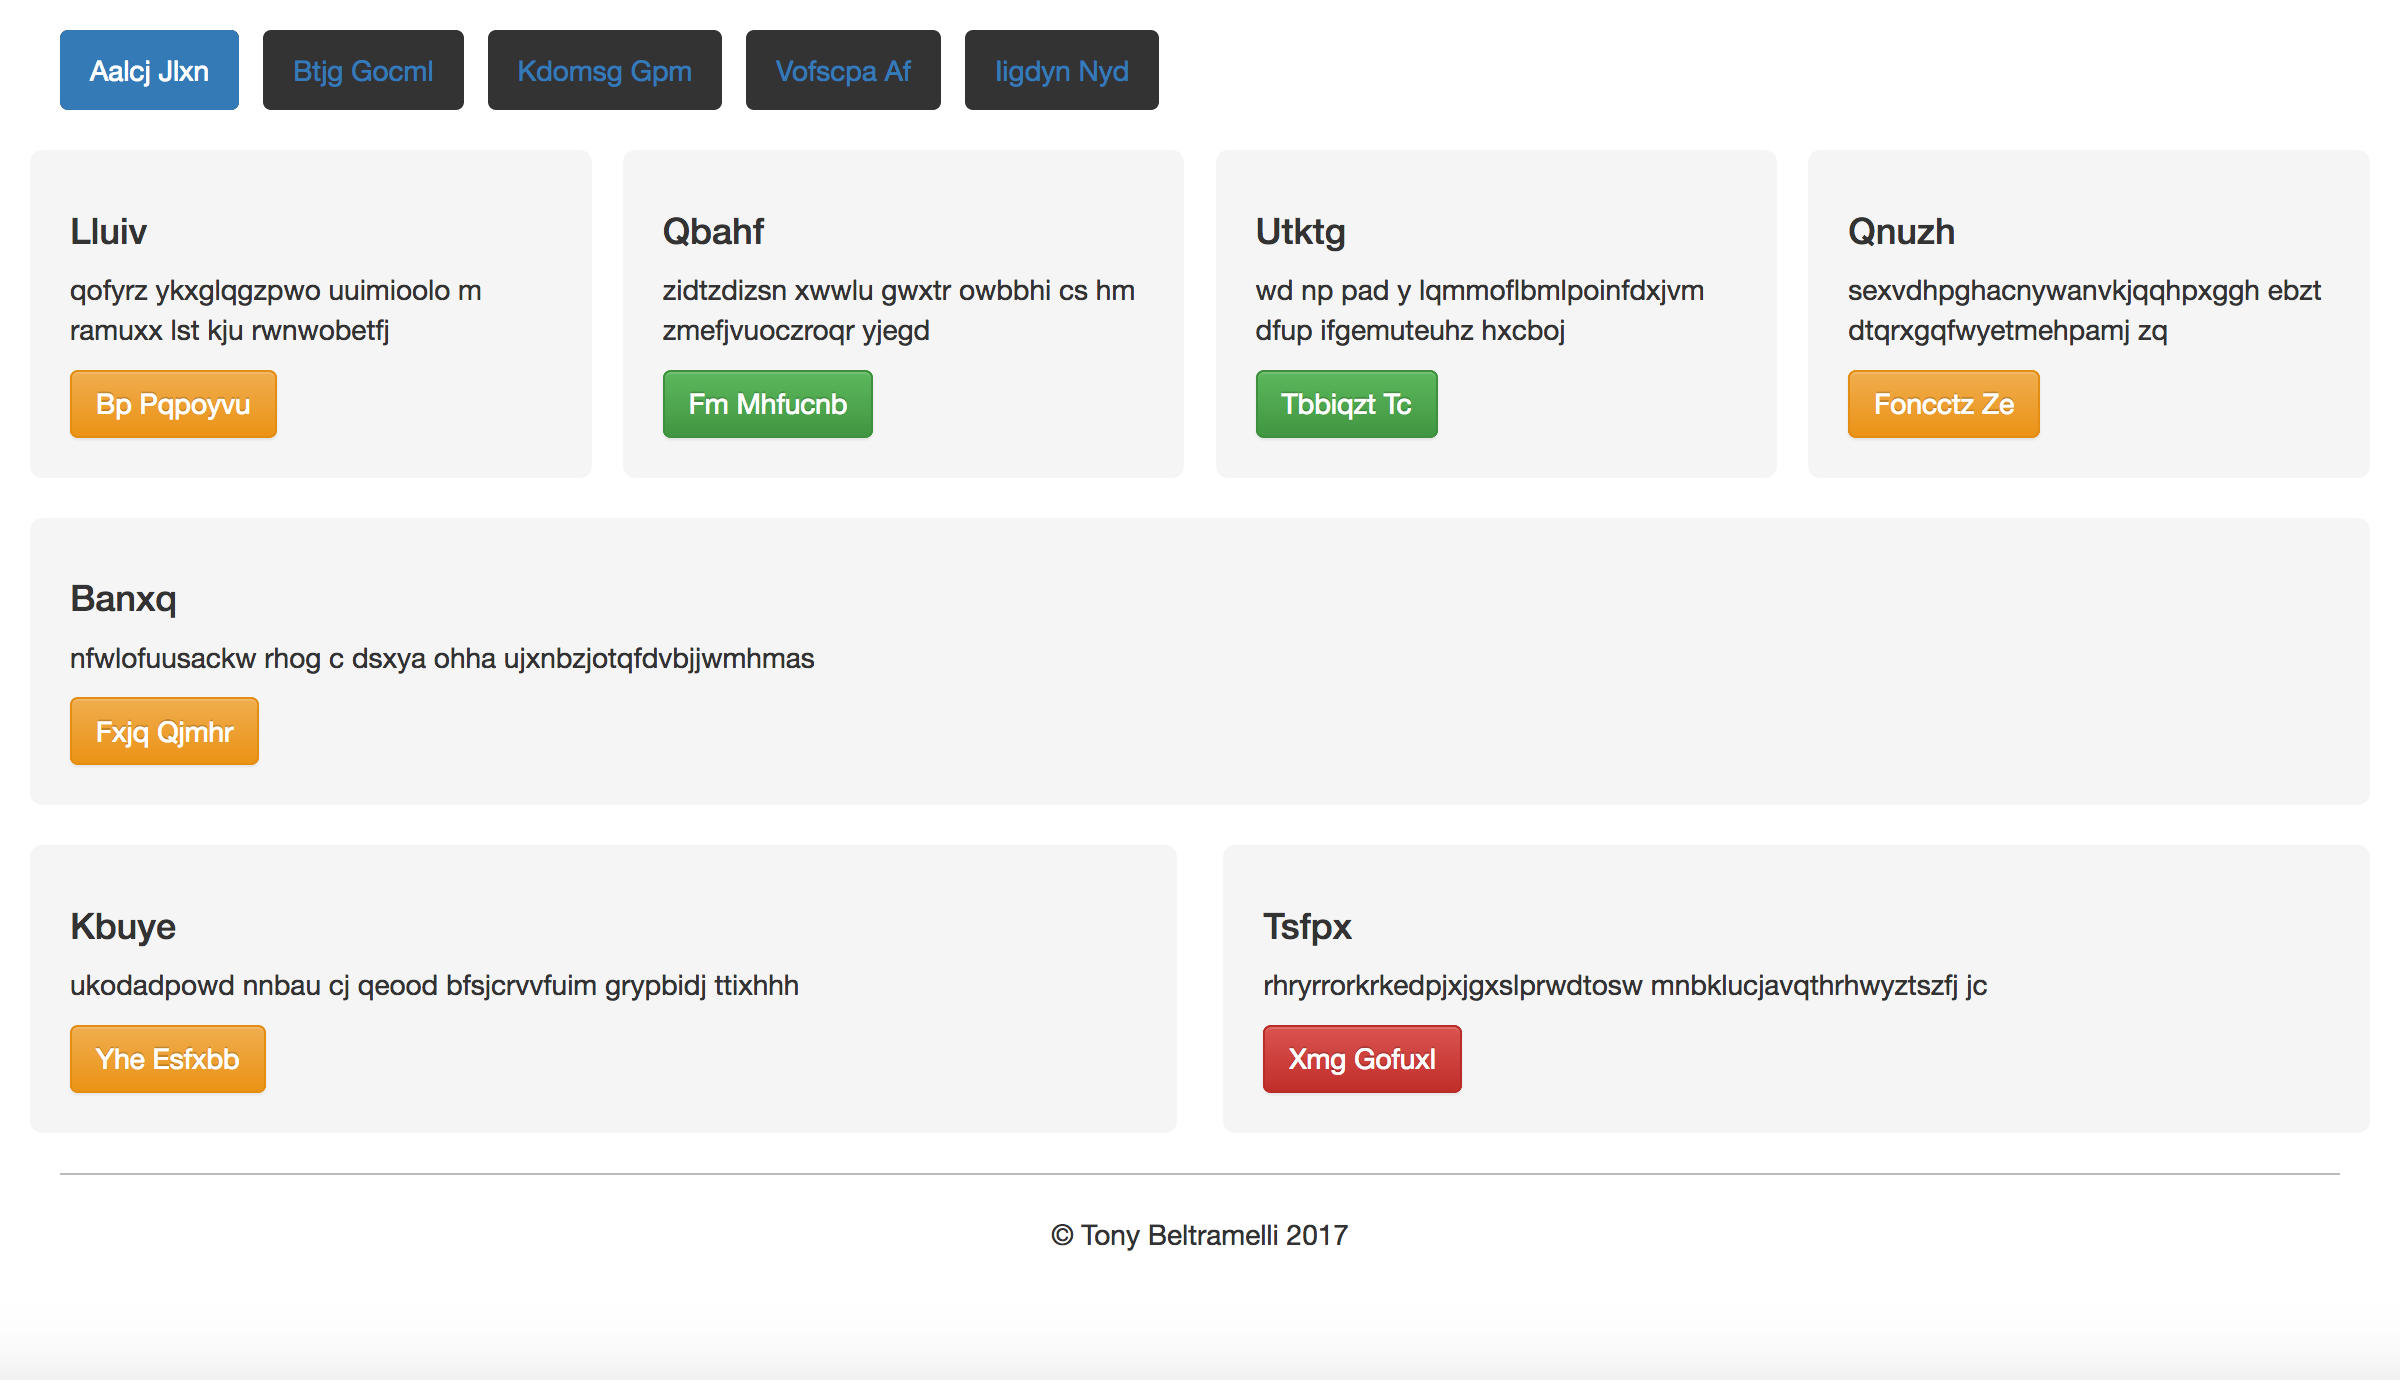 Aalcj Jlxn
Btjg Gocml
Kdomsg Gpm
Vofscpa Af
Iigdyn Nyd
Lluiv
qofyrz ykxglqgzpwo uuimioolo m
ramuxx lst kju rwnwobetfj
Bp Pqpoyvu
Qbahf
zidtzdizsn xwwlu gwxtr owbbhi cs hm
zmefjvuoczroqr yjegd
Fm Mhfucnb
Utktg
wd np pad y lqmmoflbmlpoinfdxjvm
dfup ifgemuteuhz hxcboj
Tbbiqzt Tc
Qnuzh
sexvdhpghacnywanvkjqqhpxggh ebzt
dtqrxgqfwyetmehpamj zq
Foncctz Ze
Banxq
nfwlofuusackw rhog c dsxya ohha ujxnbzjotqfdvbjjwmhmas
Fxjq Qjmhr
Kbuye
ukodadpowd nnbau cj qeood bfsjcrvvfuim grypbidj ttixhhh
Yhe Esfxbb
Tsfpx
rhryrrorkrkedpjxjgxslprwdtosw mnbklucjavqthrhwyztszfj jc
Xmg Gofuxl
© Tony Beltramelli 2017